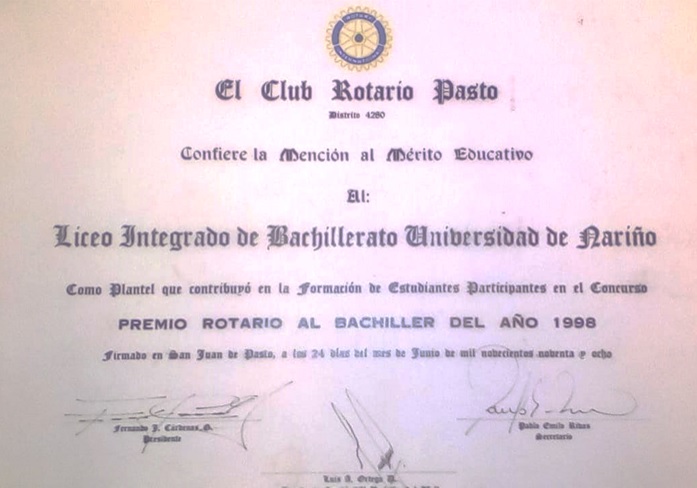 El Club Rotario Pasto
Distrito 4280
Confiere la Mención al Mérito Educativo
Al:
Liceo Integrado de Bachillerato Universidad de Nariño
Como Plantel que contribuyó en la Formación de Estudiantes Participantes en el Concurso
PREMIO ROTARIO AL BACHILLER DEL AÑO 1998
Firmado en San Juan de Pasto, a los 24 días del mes de Junio de mil novecientos noventa y ocho
Fernando J. Cárdenas
Presidente
Pablo Emilio Ribas
Secretario
Luis A. Ortega